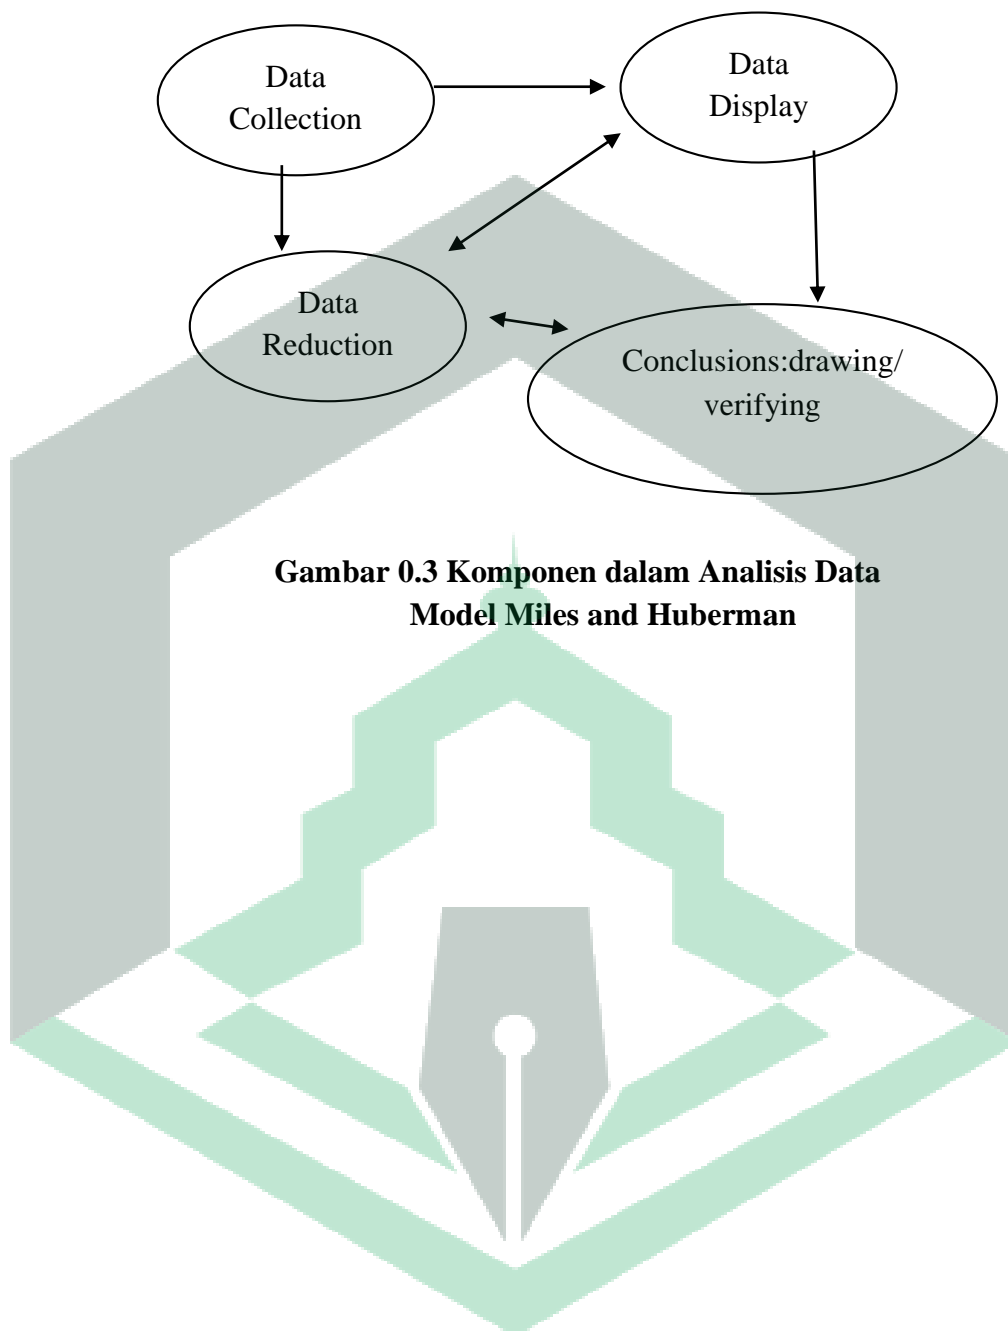 Data
Collection
Data
Display
Data
Reduction
Conclusions:drawing/
verifying
Gambar 0.3 Komponen dalam Analisis Data
Model Miles and Huberman